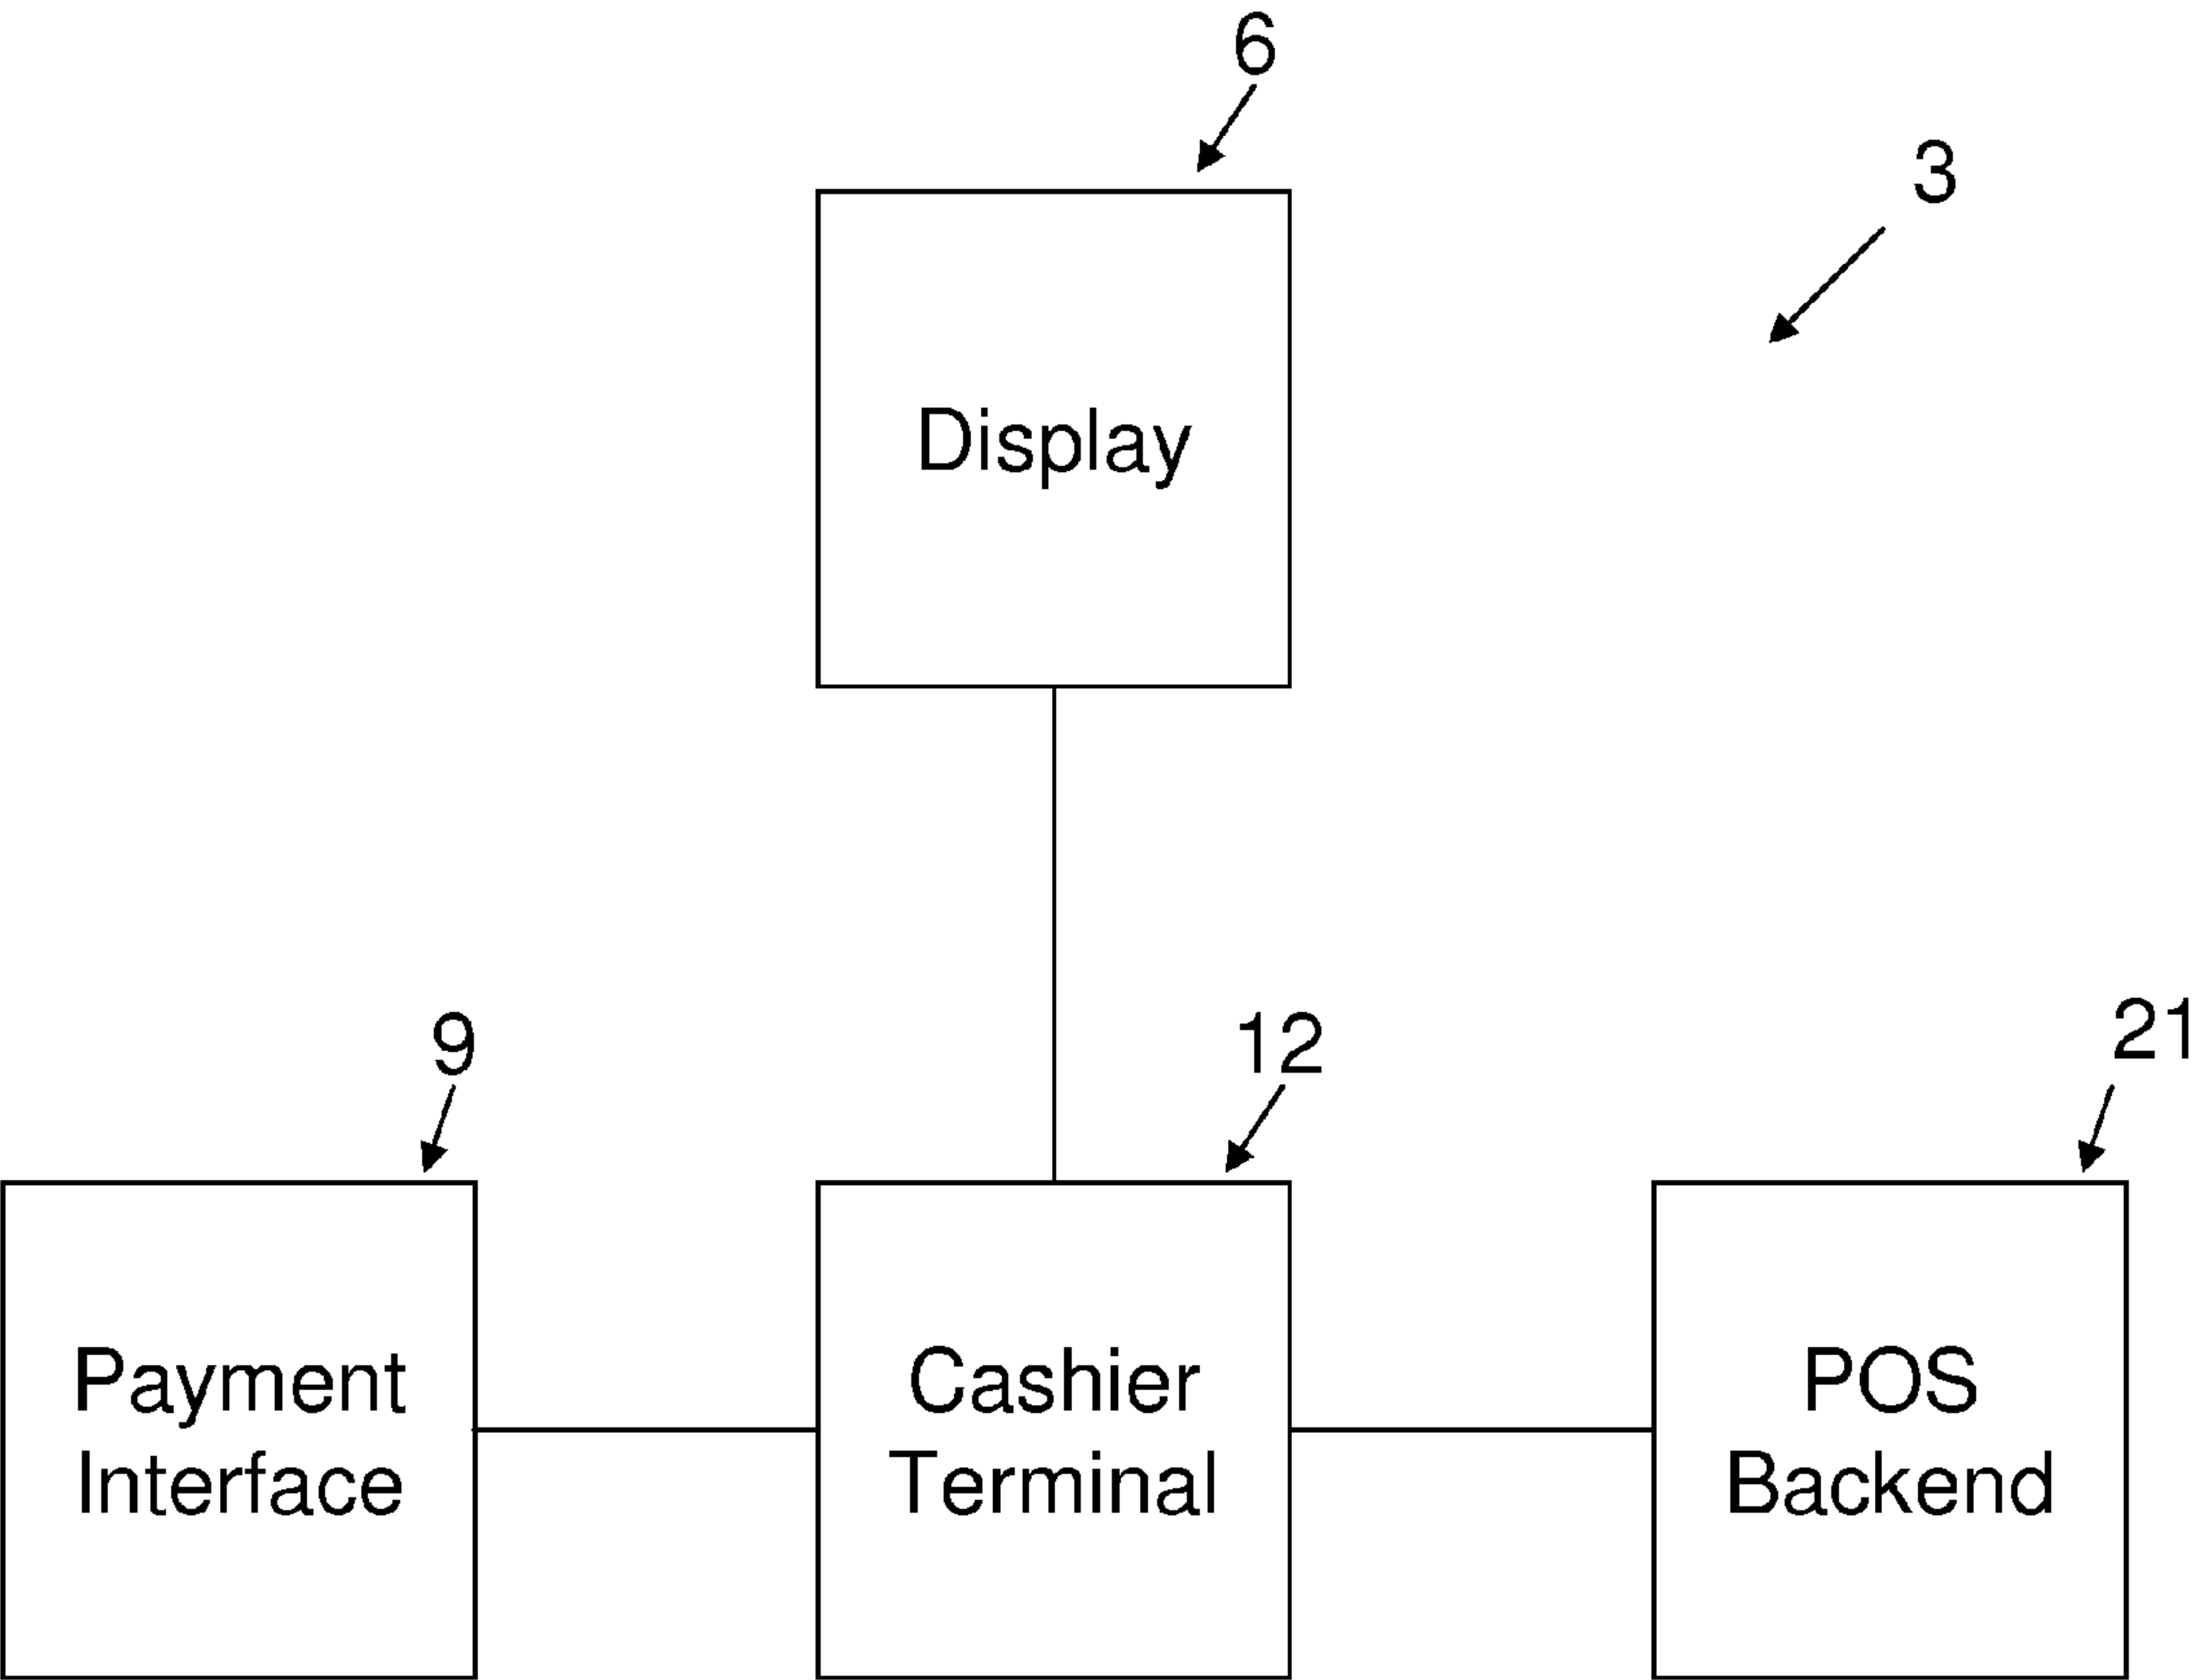 6
3
Display
9
12
21
Payment
Interface
Cashier
Terminal
POS
Backend